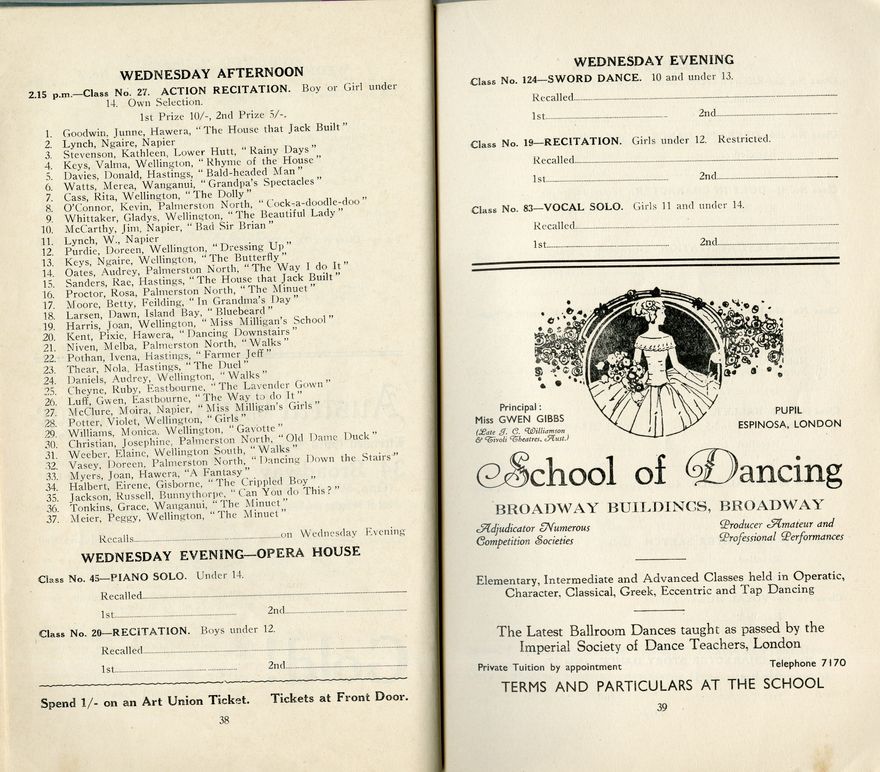 WEDNESDAY AFTERNOON
2.15 p.m.—Class No. 27. ACTION RECITATION. Boy or Girl under
14. Own Selection.
1st Prize 10/-, 2nd Prize 5/-.
1. Goodwin, Junne, Hawera, "The House that Jack Built"
2. Lynch, Ngaire, Napier
3. Stevenson, Kathleen, Lower Hutt, "Rainy Days"
4. Keys, Valma, Wellington, "Rhyme of the House"
5. Davies, Donald, Hastings, "Bald-headed Man"
6. Watts, Merea, Wanganui, "Grandpa's Spectacles"
7. Cass, Rita, Wellington, "The Dolly"
8. O'Connor, Kevin, Palmerston North, "Cock-a-doodle-doo"
9. Whittaker, Gladys, Wellington, "The Beautiful Lady"
10. McCarthy, Jim, Napier, "Bad Sir Brian"
11. Lynch, W., Napier
12. Purdie, Doreen, Wellington, "Dressing Up"
13. Keys, Ngaire, Wellington, "The Butterfly"
14. Oates, Audrey, Palmerston North, "The Way I do It"
15. Sanders, Rae, Hastings, "The House that Jack Built"
16. Proctor, Rosa, Palmerston North, "The Minuet"
17. Moore, Betty, Feilding, "In Grandma's Day"
18. Larsen, Dawn, Island Bay, "Bluebeard"
19. Harris, Joan, Wellington, "Miss Milligan's School"
20. Kent, Pixie, Hawera, "Dancing Downstairs"
21. Niven, Melba, Palmerston North, "Walks"
22. Pothan, Ivena, Hastings, "Farmer Jeff"
23. Thear, Nola, Hastings, "The Duel"
24. Daniels, Audrey, Wellington, "Walks"
25. Cheyne, Ruby, Eastbourne, "The Lavender Gown"
26. Luff, Gwen, Eastbourne, "The Way to do It"
27. McClure, Moira, Napier, "Miss Milligan's Girls"
28. Potter, Violet, Wellington, "Girls"
29. Williams, Monica, Wellington, "Gavotte"
30. Christian, Josephine, Palmerston North, "Old Dame Duck"
31. Weeber, Elaine, Wellington South, "Walks"
32. Vasey, Doreen, Palmerston North, "Dancing Down the Stairs"
33. Myers, Joan, Hawera, "A Fantasy"
34. Halbert, Eirene, Gisborne, "The Crippled Boy"
35. Jackson, Russell, Bunnythorpe, "Can You do This?"
36. Tonkins, Grace, Wanganui, "The Minuet"
37. Meier, Peggy, Wellington, "The Minuet"
Recalls on Wednesday Evening
WEDNESDAY EVENING—OPERA HOUSE
Class No. 45—PIANO SOLO. Under 14.
Recalled
1st 2nd
Class No. 20—RECITATION. Boys under 12.
Recalled
1st 2nd
Spend 1/- on an Art Union Ticket. Tickets at Front Door.
38
WEDNESDAY EVENING
Class No. 124—SWORD DANCE. 10 and under 13.
Recalled
1st 2nd
Class No. 19—RECITATION. Girls under 12. Restricted.
Recalled
1st 2nd
Class No. 83—VOCAL SOLO. Girls 11 and under 14.
Recalled
1st 2nd
Principal:
Miss GWEN GIBBS
(Late J. C. Williamson
& Tivoli Theatres, Aust.)
PUPIL
ESPINOSA, LONDON
School of Dancing
BROADWAY BUILDINGS, BROADWAY
Adjudicator Numerous
Competition Societies
Producer Amateur and
Professional Performances
Elementary, Intermediate and Advanced Classes held in Operatic,
Character, Classical, Greek, Eccentric and Tap Dancing
The Latest Ballroom Dances taught as passed by the
Imperial Society of Dance Teachers, London
Private Tuition by appointment Telephone 7170
TERMS AND PARTICULARS AT THE SCHOOL
39